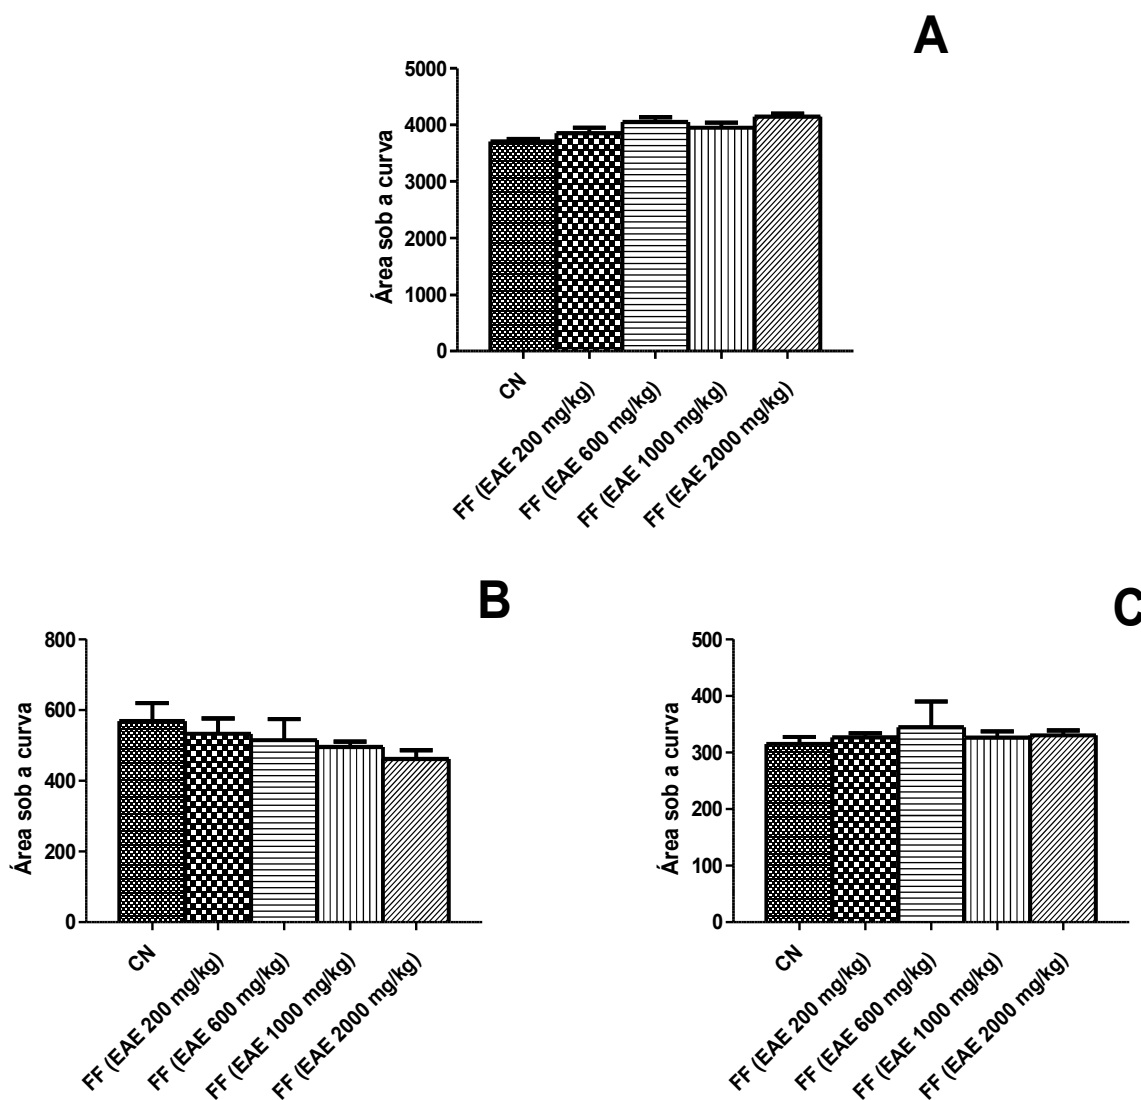 A
Área sob a curva
5000
4000
3000
2000
1000
0
CN
FF (EAE 200 mg/kg)
FF (EAE 600 mg/kg)
FF (EAE 1000 mg/kg)
FF (EAE 2000 mg/kg)
B
Área sob a curva
800
600
400
200
0
CN
FF (EAE 200 mg/kg)
FF (EAE 600 mg/kg)
FF (EAE 1000 mg/kg)
FF (EAE 2000 mg/kg)
C
Área sob a curva
500
400
300
200
100
0
CN
FF (EAE 200 mg/kg)
FF (EAE 600 mg/kg)
FF (EAE 1000 mg/kg)
FF (EAE 2000 mg/kg)